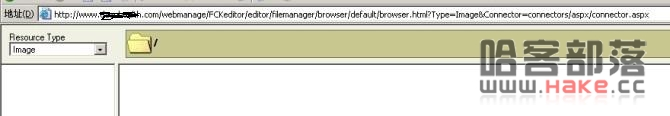 地址(D) http://www. .com/webmanage/FCKeditor/editor/filemanager/browser/default/browser.html?Type=Image&Connector=connectors/aspx/connector.aspx
Resource Type
Image
/
哈客部落
www.Hake.cc